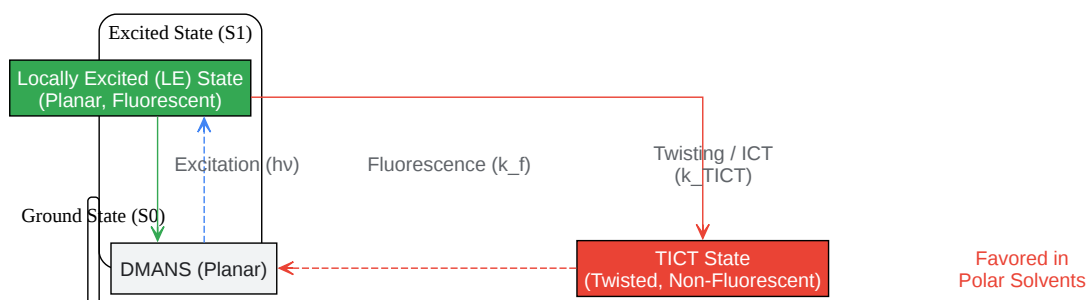 Excited State (S1)
Locally Excited (LE) State
(Planar, Fluorescent)
Excitation (hν)
Fluorescence (k_f)
Twisting / ICT
(k_TICT)
Ground State (S0)
DMANS (Planar)
TICT State
(Twisted, Non-Fluorescent)
Favored in
Polar Solvents